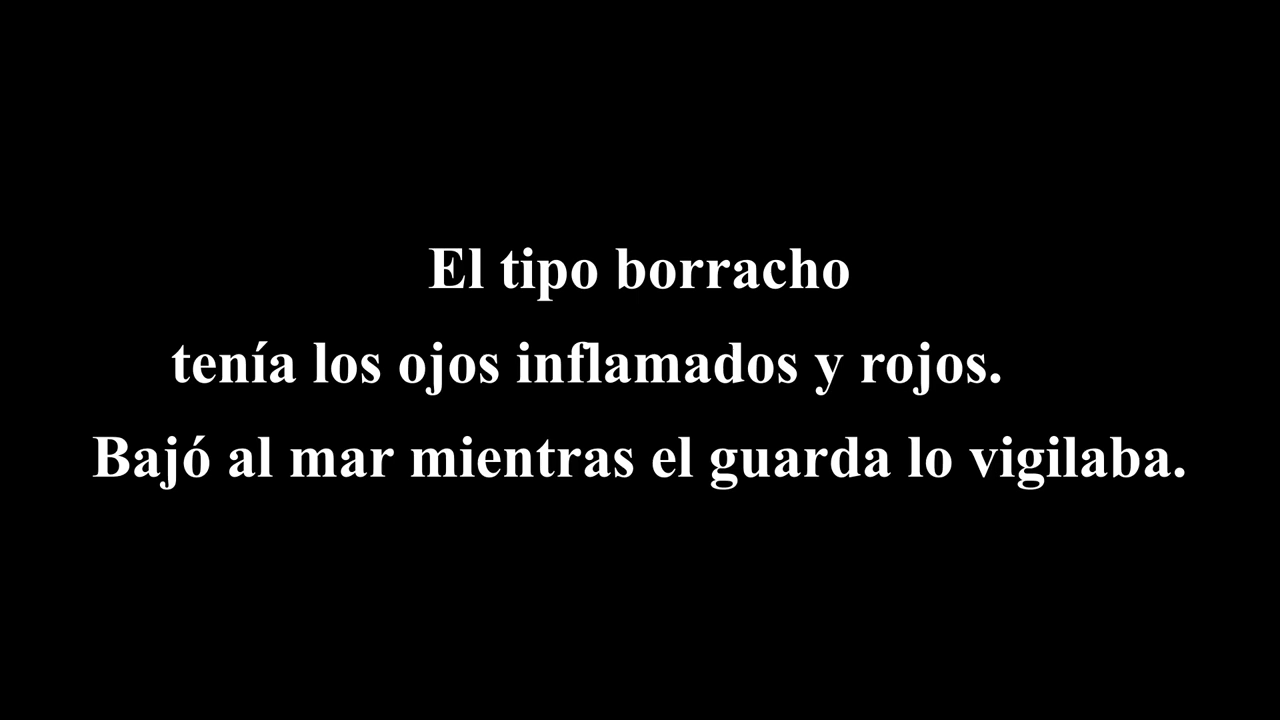 El tipo borracho
tenía los ojos inflamados y rojos.
Bajó al mar mientras el guarda lo vigilaba.